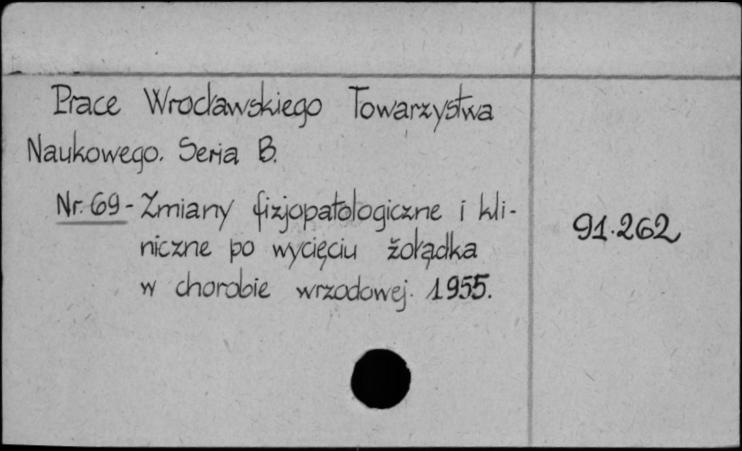 Prace Wrocławskiego Towarzystwa
Naukowego. Seria B.
Nr. 69 - Zmiany fizjopatologiczne i kli-
niczne po wycięciu żołądka
w chorobie wrzodowej. 1955.
91.262